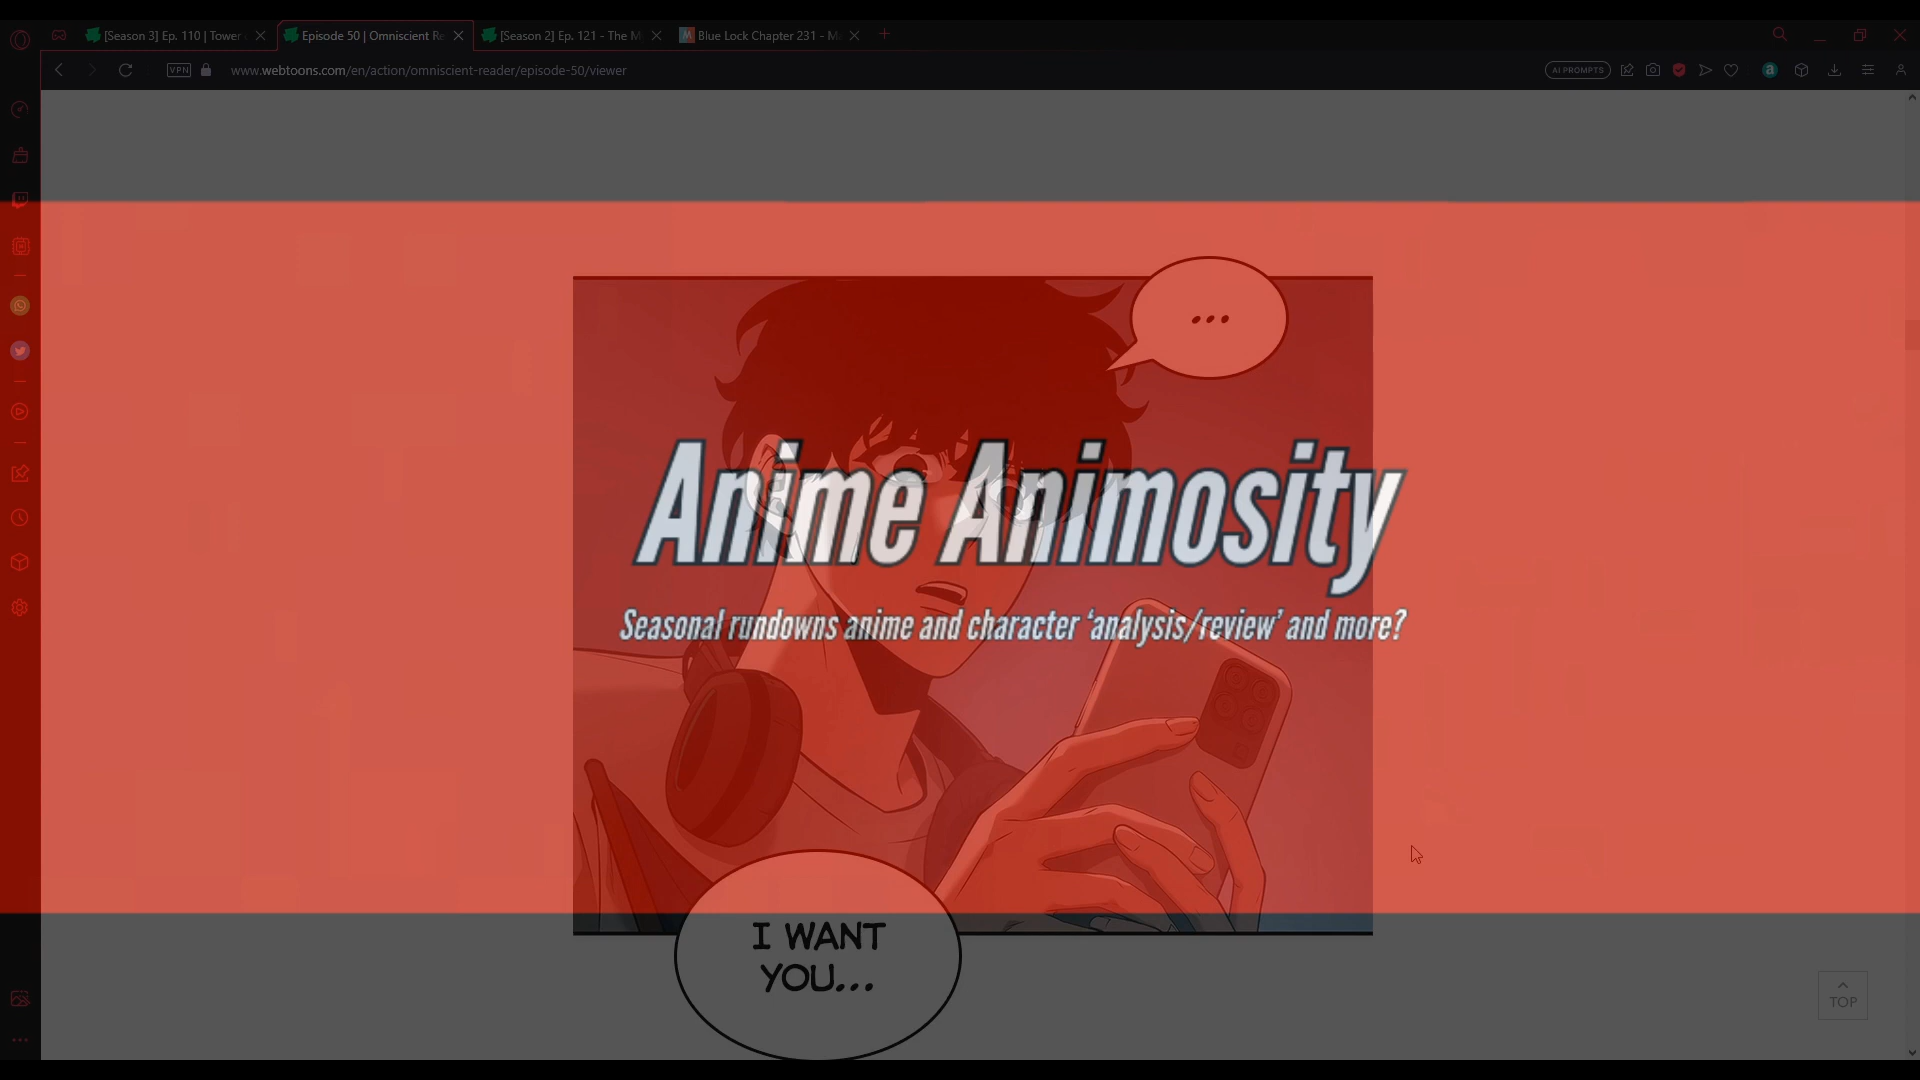 [Season 3] Ep. 110 | Tower
Episode 50 | Omniscient Re
[Season 2] Ep. 121 - The M
Blue Lock Chapter 231 - M
VPN
www.webtoons.com/en/action/omniscient-reader/episode-50/viewer
AI PROMPTS
a
...
Anime Animosity
Seasonal rundowns anime and character ‘analysis/review’ and more?
I WANT
YOU...
TOP